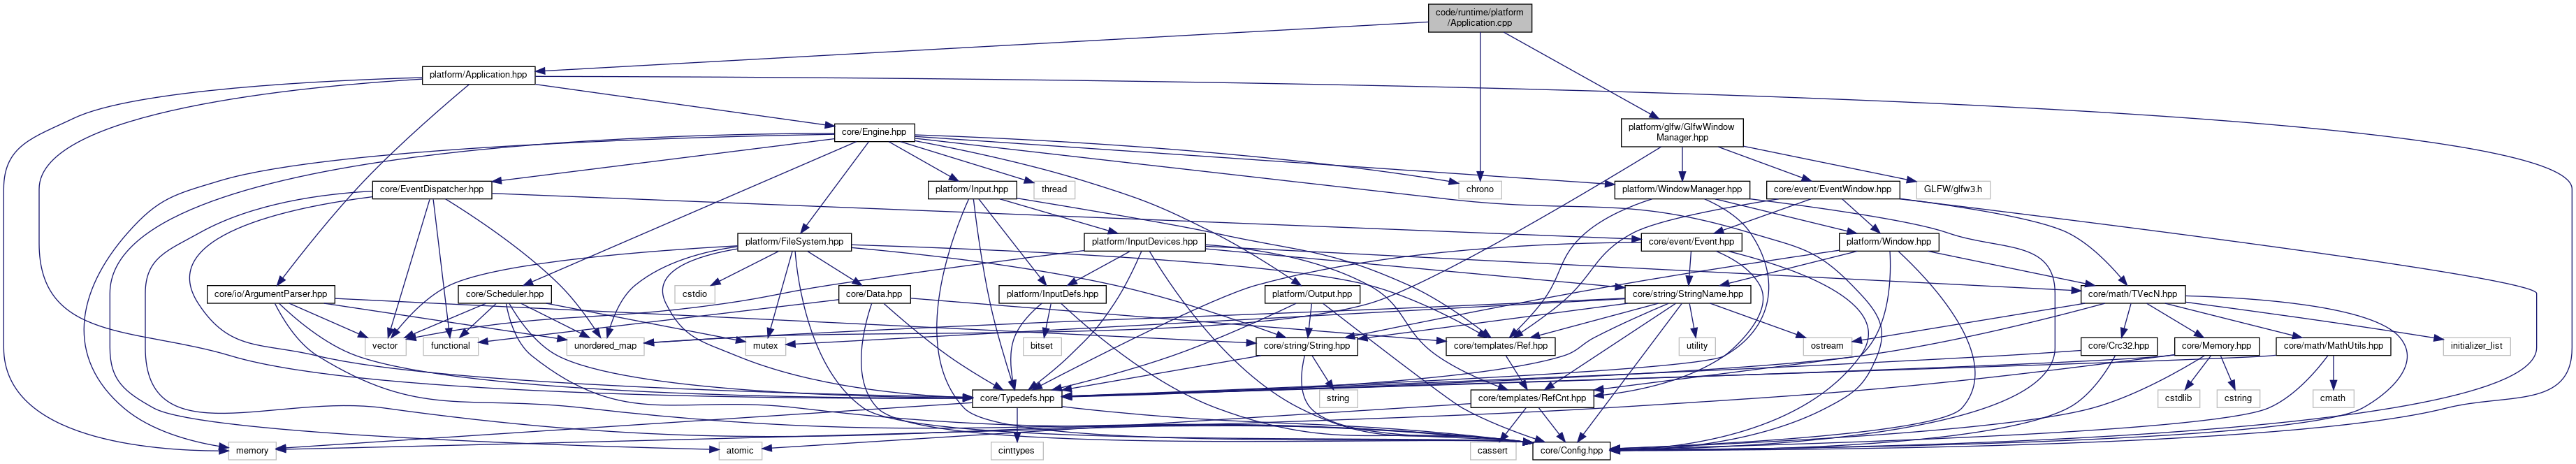 code/runtime/platform
/Application.cpp
platform/Application.hpp
core/Engine.hpp
platform/glfw/GlfwWindow
Manager.hpp
core/EventDispatcher.hpp
platform/Input.hpp
thread
chrono
platform/WindowManager.hpp
core/event/EventWindow.hpp
GLFW/glfw3.h
platform/FileSystem.hpp
platform/InputDevices.hpp
core/event/Event.hpp
platform/Window.hpp
core/io/ArgumentParser.hpp
core/Scheduler.hpp
cstdio
core/Data.hpp
platform/InputDefs.hpp
platform/Output.hpp
core/string/StringName.hpp
core/math/TVecN.hpp
vector
functional
unordered_map
mutex
bitset
core/string/String.hpp
core/templates/Ref.hpp
utility
ostream
core/Crc32.hpp
core/Memory.hpp
core/math/MathUtils.hpp
initializer_list
core/Typedefs.hpp
string
core/templates/RefCnt.hpp
cstdlib
cstring
cmath
memory
atomic
cinttypes
cassert
core/Config.hpp